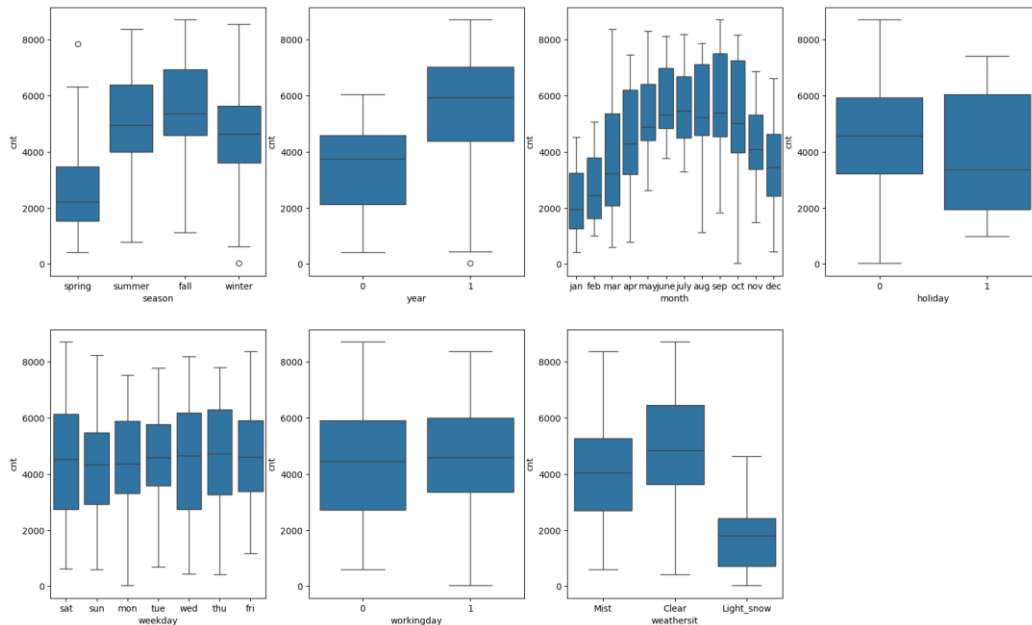 8000
6000
4000
2000
0
cnt
spring summer fall winter
season
8000
6000
4000
2000
0
cnt
0 1
year
8000
6000
4000
2000
0
cnt
jan feb mar apr may june july aug sep oct nov dec
month
8000
6000
4000
2000
0
cnt
0 1
holiday
8000
6000
4000
2000
0
cnt
sat sun mon tue wed thu fri
weekday
8000
6000
4000
2000
0
cnt
0 1
workingday
8000
6000
4000
2000
0
cnt
Mist Clear Light_snow
weathersit